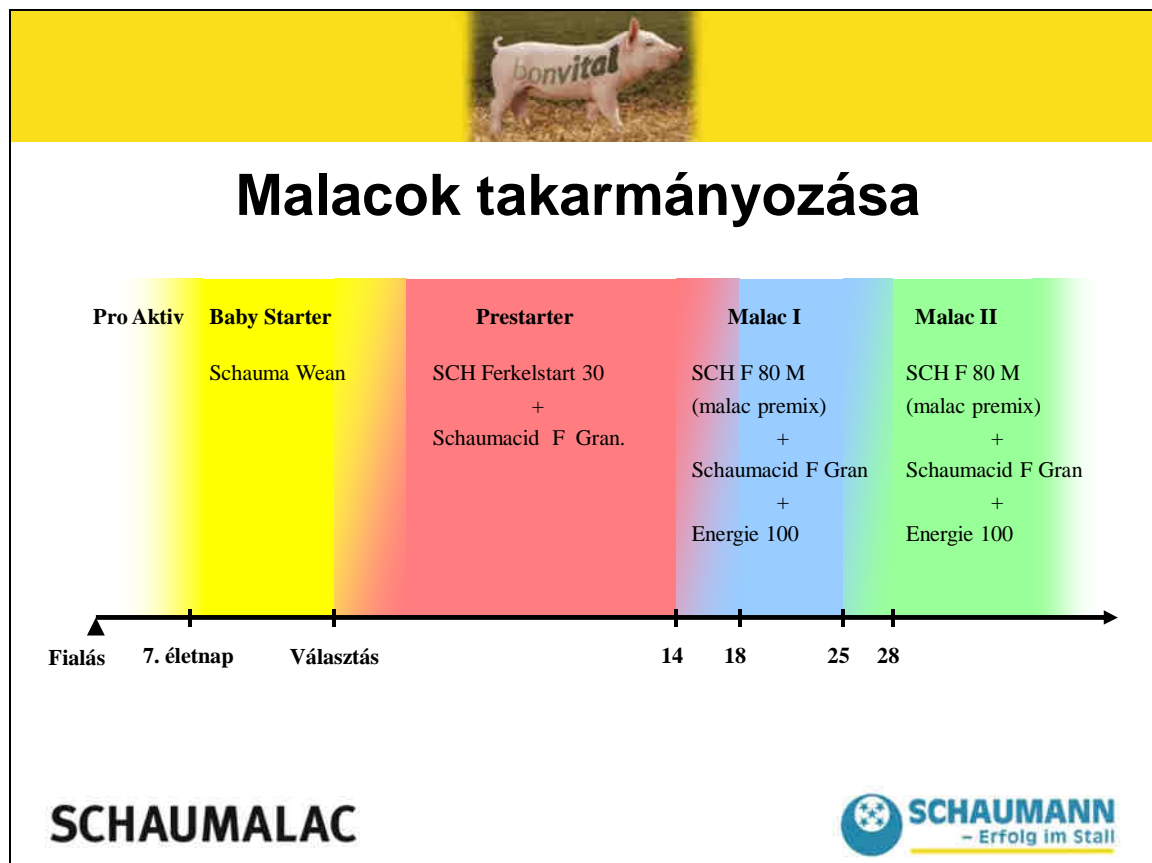 bonvital
Malacok takarmányozása
Pro Aktiv
Baby Starter
Schauma Wean
Prestarter
SCH Ferkelstart 30
+
Schaumacid F Gran.
Malac I
SCH F 80 M
(malac premix)
+
Schaumacid F Gran
+
Energie 100
Malac II
SCH F 80 M
(malac premix)
+
Schaumacid F Gran
+
Energie 100
Fialás 7. életnap Választás 14 18 25 28
SCHAUMALAC
SCHAUMANN
– Erfolg im Stall